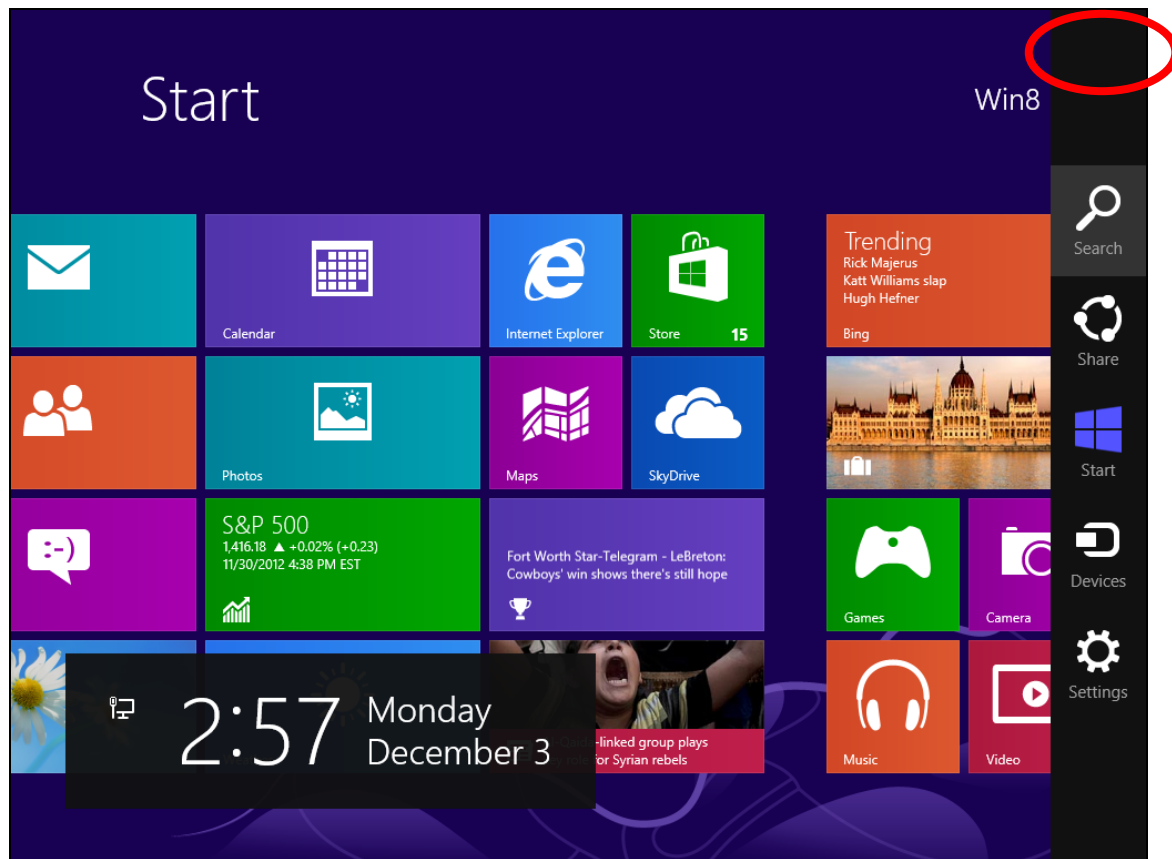 Start
Win8
Search
Share
Start
Devices
Settings
Calendar
Internet Explorer
Store 15
Trending
Rick Majerus
Katt Williams slap
Hugh Hefner
Bing
Photos
Maps
SkyDrive
:-)
S&P 500
1,416.18 ▲ +0.02% (+0.23)
11/30/2012 4:38 PM EST
Fort Worth Star-Telegram - LeBreton:
Cowboys' win shows there's still hope
Games
Camera
2:57
Monday
December 3
-linked group plays
for Syrian rebels
Music
Video